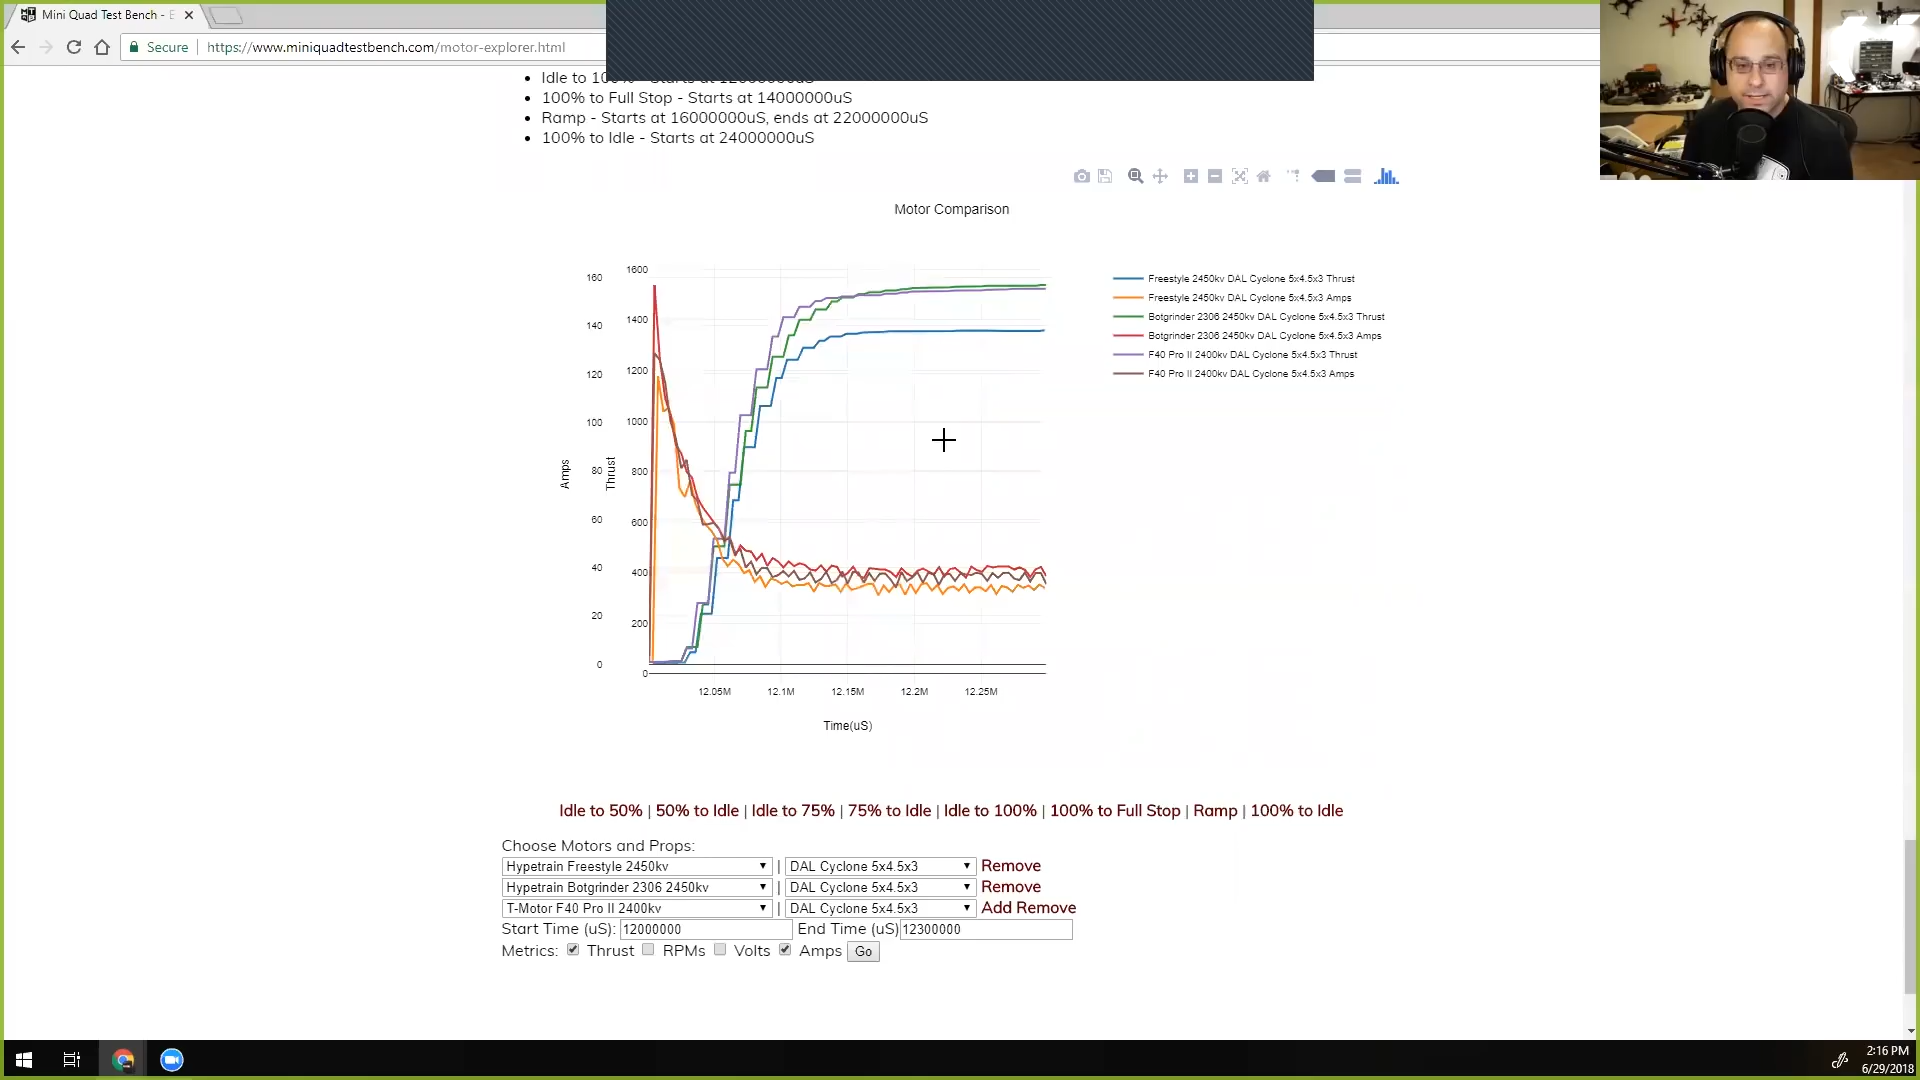 Mini Quad Test Bench - E
Secure
https://www.miniquadtestbench.com/motor-explorer.html
Idle to 100% - Starts at 12000000uS
100% to Full Stop - Starts at 14000000uS
Ramp - Starts at 16000000uS, ends at 22000000uS
100% to Idle - Starts at 24000000uS
Motor Comparison
160
140
120
100
80
60
40
20
0
Amps
1600
1400
1200
1000
800
600
400
200
0
Thrust
12.05M 12.1M 12.15M 12.2M 12.25M
Time(uS)
Freestyle 2450kv DAL Cyclone 5x4.5x3 Thrust
Freestyle 2450kv DAL Cyclone 5x4.5x3 Amps
Botgrinder 2306 2450kv DAL Cyclone 5x4.5x3 Thrust
Botgrinder 2306 2450kv DAL Cyclone 5x4.5x3 Amps
F40 Pro II 2400kv DAL Cyclone 5x4.5x3 Thrust
F40 Pro II 2400kv DAL Cyclone 5x4.5x3 Amps
Idle to 50% | 50% to Idle | Idle to 75% | 75% to Idle | Idle to 100% | 100% to Full Stop | Ramp | 100% to Idle
Choose Motors and Props:
Hypetrain Freestyle 2450kv | DAL Cyclone 5x4.5x3 Remove
Hypetrain Botgrinder 2306 2450kv | DAL Cyclone 5x4.5x3 Remove
T-Motor F40 Pro II 2400kv | DAL Cyclone 5x4.5x3 Add Remove
Start Time (uS): 12000000 End Time (uS) 12300000
Metrics: Thrust RPMs Volts Amps Go
2:16 PM
6/29/2018